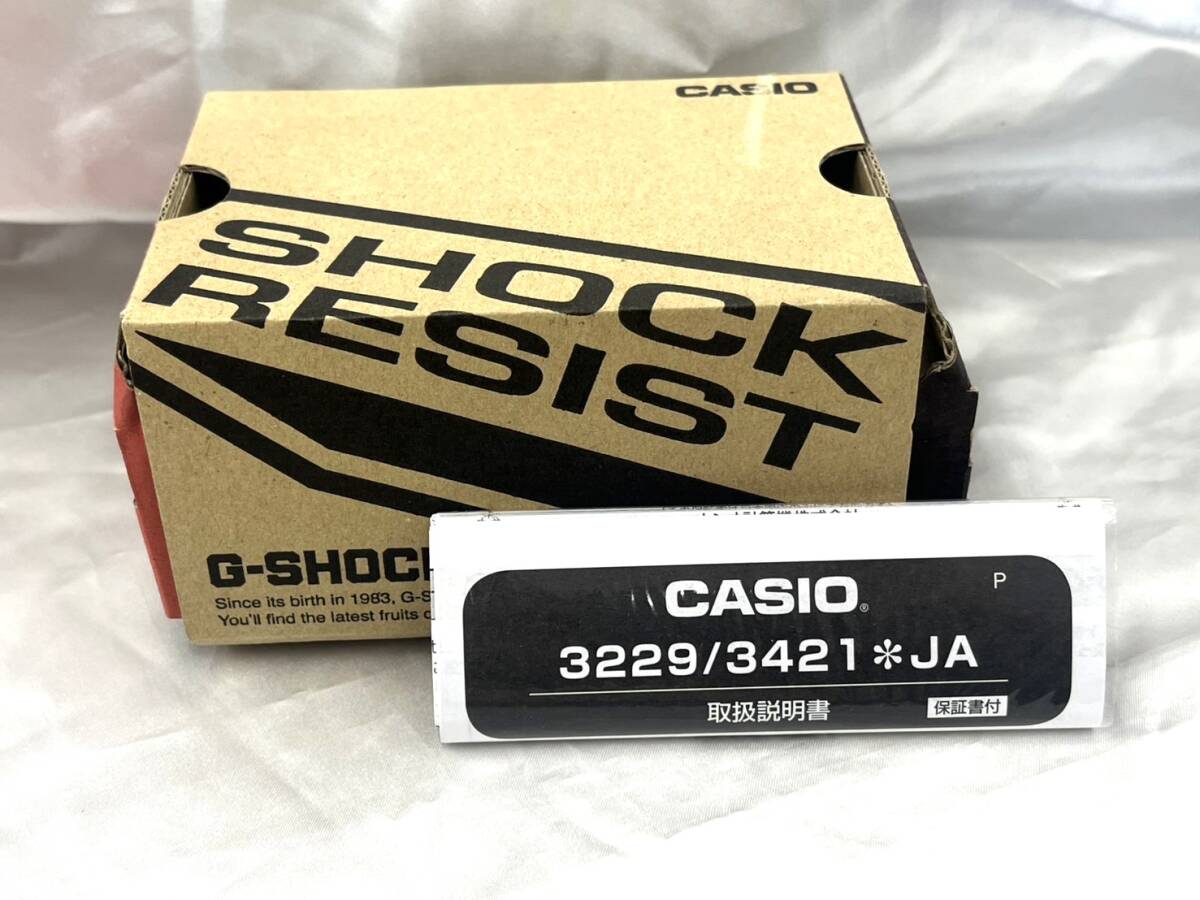 CASIO
SHOCK
RESIST
G-SHOCK
Since its birth in 1983, G-S
You'll find the latest fruits
CASIO®
P
3229/3421＊JA
取扱説明書
保証書付